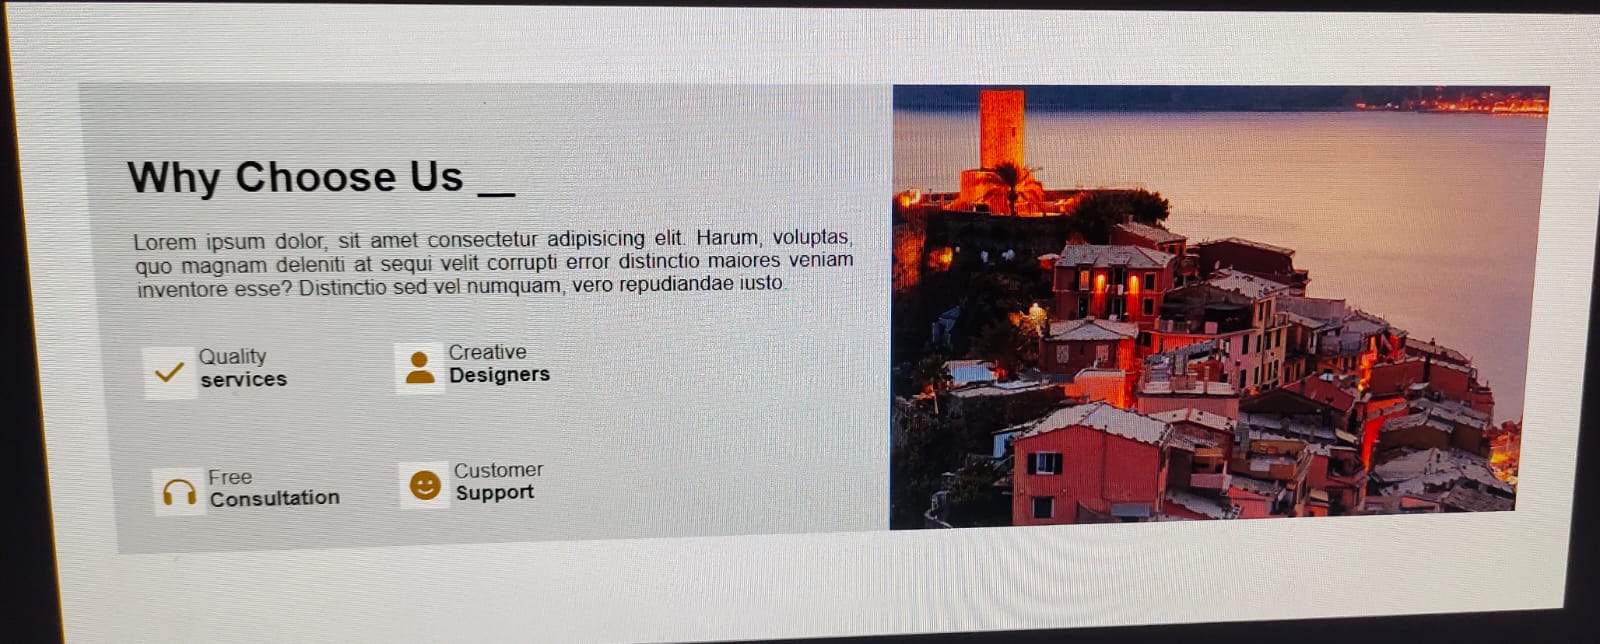 Why Choose Us __
Lorem ipsum dolor, sit amet consectetur adipisicing elit. Harum, voluptas,
quo magnam deleniti at sequi velit corrupti error distinctio maiores veniam
inventore esse? Distinctio sed vel numquam, vero repudiandae iusto.
Quality
services
Creative
Designers
Free
Consultation
Customer
Support